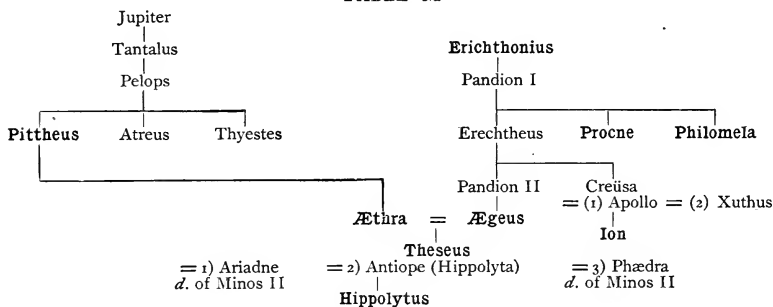 Jupiter
Tantalus Erichthonius
Pelops Pandion I
Pittheus Atreus Thyestes Erechtheus Procne Philomela
Pandion II Creüsa
= (1) Apollo = (2) Xuthus
Æthra = Ægeus
Ion
Theseus
= 1) Ariadne = 2) Antiope (Hippolyta) = 3) Phædra
d. of Minos II d. of Minos II
Hippolytus